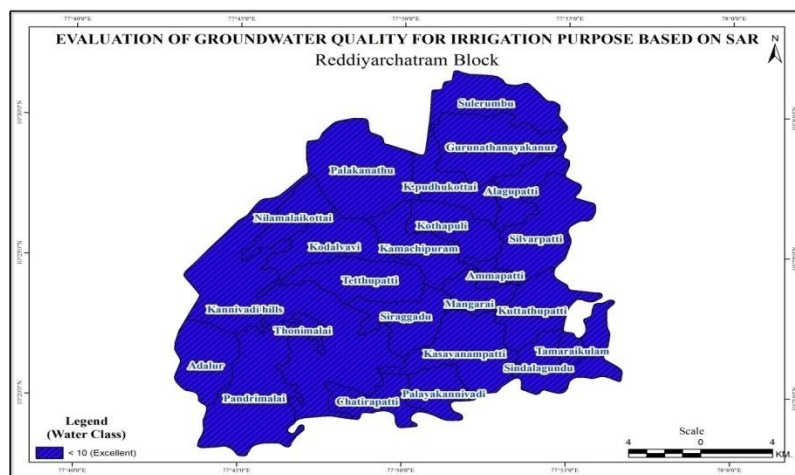 77°40'0"E 77°45'0"E 77°50'0"E 77°55'0"E 78°0'0"E
EVALUATION OF GROUNDWATER QUALITY FOR IRRIGATION PURPOSE BASED ON SAR
N
Reddiyarchatram Block
Sulerumbu
Gurunathanayakanur
Palakanathu
K.pudhukottai
Alagupatti
Nilamalaikottai
Kothapuli
Silvarpatti
Kodalvavi
Kamachipuram
Ammapatti
Tetthupatti
Mangarai
Kannivadi hills
Siraggadu
Kuttathupatti
Thonimalai
Kasavanampatti
Tamaraikulam
Adalur
Sindalagundu
Palayakannivadi
Pandrimalai
Chatirapatti
Legend
(Water Class)
< 10 (Excellent)
Scale
4 0 4
KM.
77°40'0"E 77°45'0"E 77°50'0"E 77°55'0"E 78°0'0"E